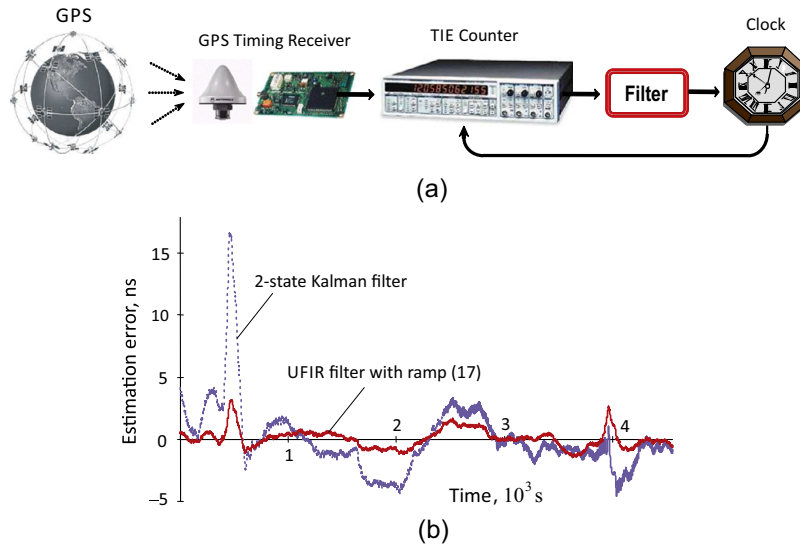 GPS
GPS Timing Receiver
TIE Counter
Clock
Filter
(a)
Estimation error, ns
15
10
5
0
–5
2-state Kalman filter
UFIR filter with ramp (17)
1
2
3
4
Time, 10³ s
(b)